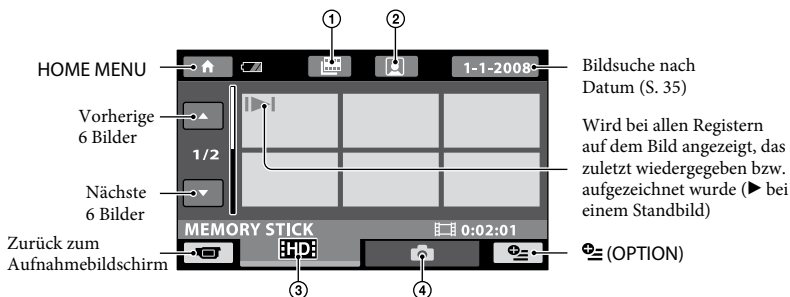 ① ②
HOME MENU
1-1-2008
Bildsuche nach
Datum (S. 35)
Vorherige
6 Bilder
1/2
Nächste
6 Bilder
Wird bei allen Registern
auf dem Bild angezeigt, das
zuletzt wiedergegeben bzw.
aufgezeichnet wurde (▶ bei
einem Standbild)
MEMORY STICK
0:02:01
Zurück zum
Aufnahmebildschirm
HD
(OPTION)
③ ④